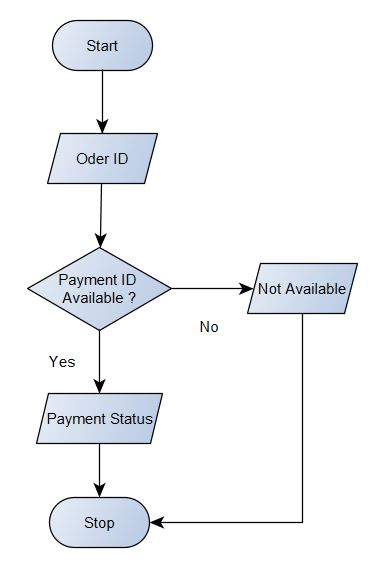 Start
Oder ID
Payment ID
Available ?
Not Available
No
Yes
Payment Status
Stop